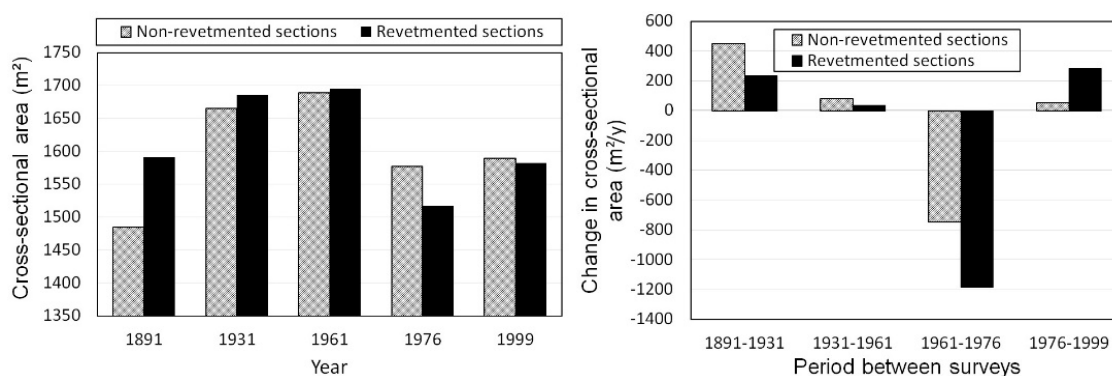 Non-revetmented sections Revetmented sections
Cross-sectional area (m²)
1750
1700
1650
1600
1550
1500
1450
1400
1350
1891 1931 1961 1976 1999
Year
Change in cross-sectional
area (m²/y)
600
400
200
0
-200
-400
-600
-800
-1000
-1200
-1400
Non-revetmented sections
Revetmented sections
1891-1931 1931-1961 1961-1976 1976-1999
Period between surveys